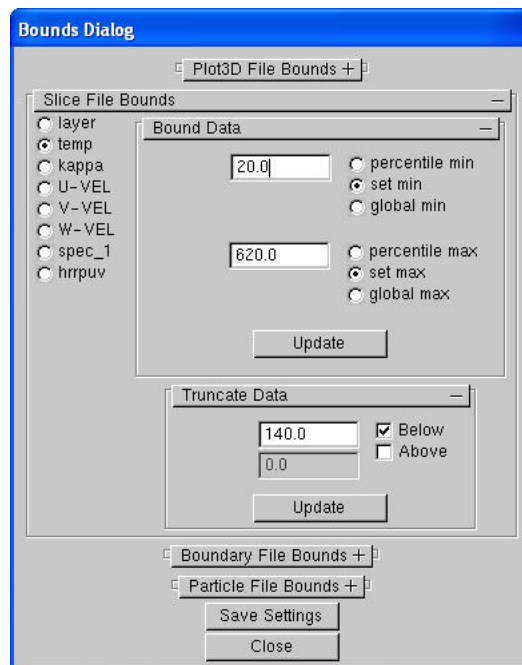 Bounds Dialog
Plot3D File Bounds +
Slice File Bounds −
layer
temp
kappa
U-VEL
V-VEL
W-VEL
spec_1
hrrpuv
Bound Data −
20.0
percentile min
set min
global min
620.0
percentile max
set max
global max
Update
Truncate Data −
140.0
Below
0.0
Above
Update
Boundary File Bounds +
Particle File Bounds +
Save Settings
Close